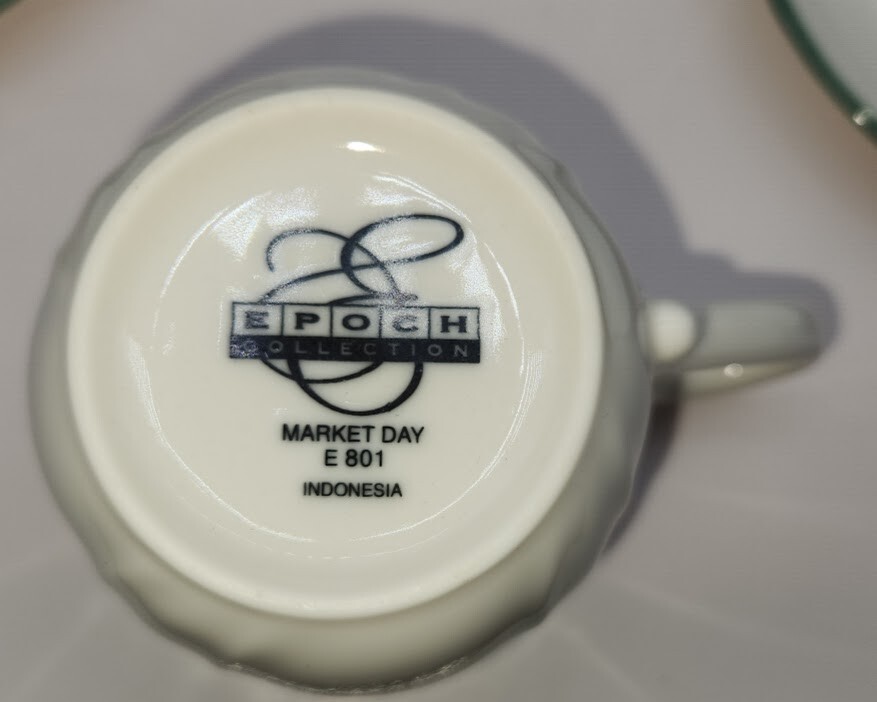 EPOCH
COLLECTION
MARKET DAY
E 801
INDONESIA